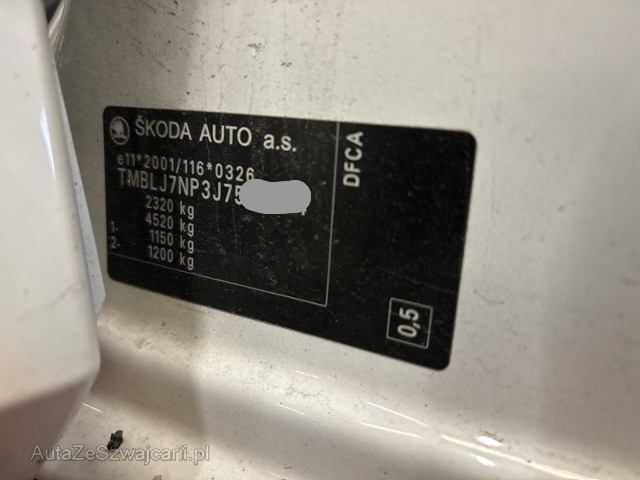 ŠKODA AUTO a.s.
e11*2001/116*0326
TMBLJ7NP3J75
2320 kg
4520 kg
1- 1150 kg
2- 1200 kg
DFCA
0,5
AutaZeSzwajcarii.pl